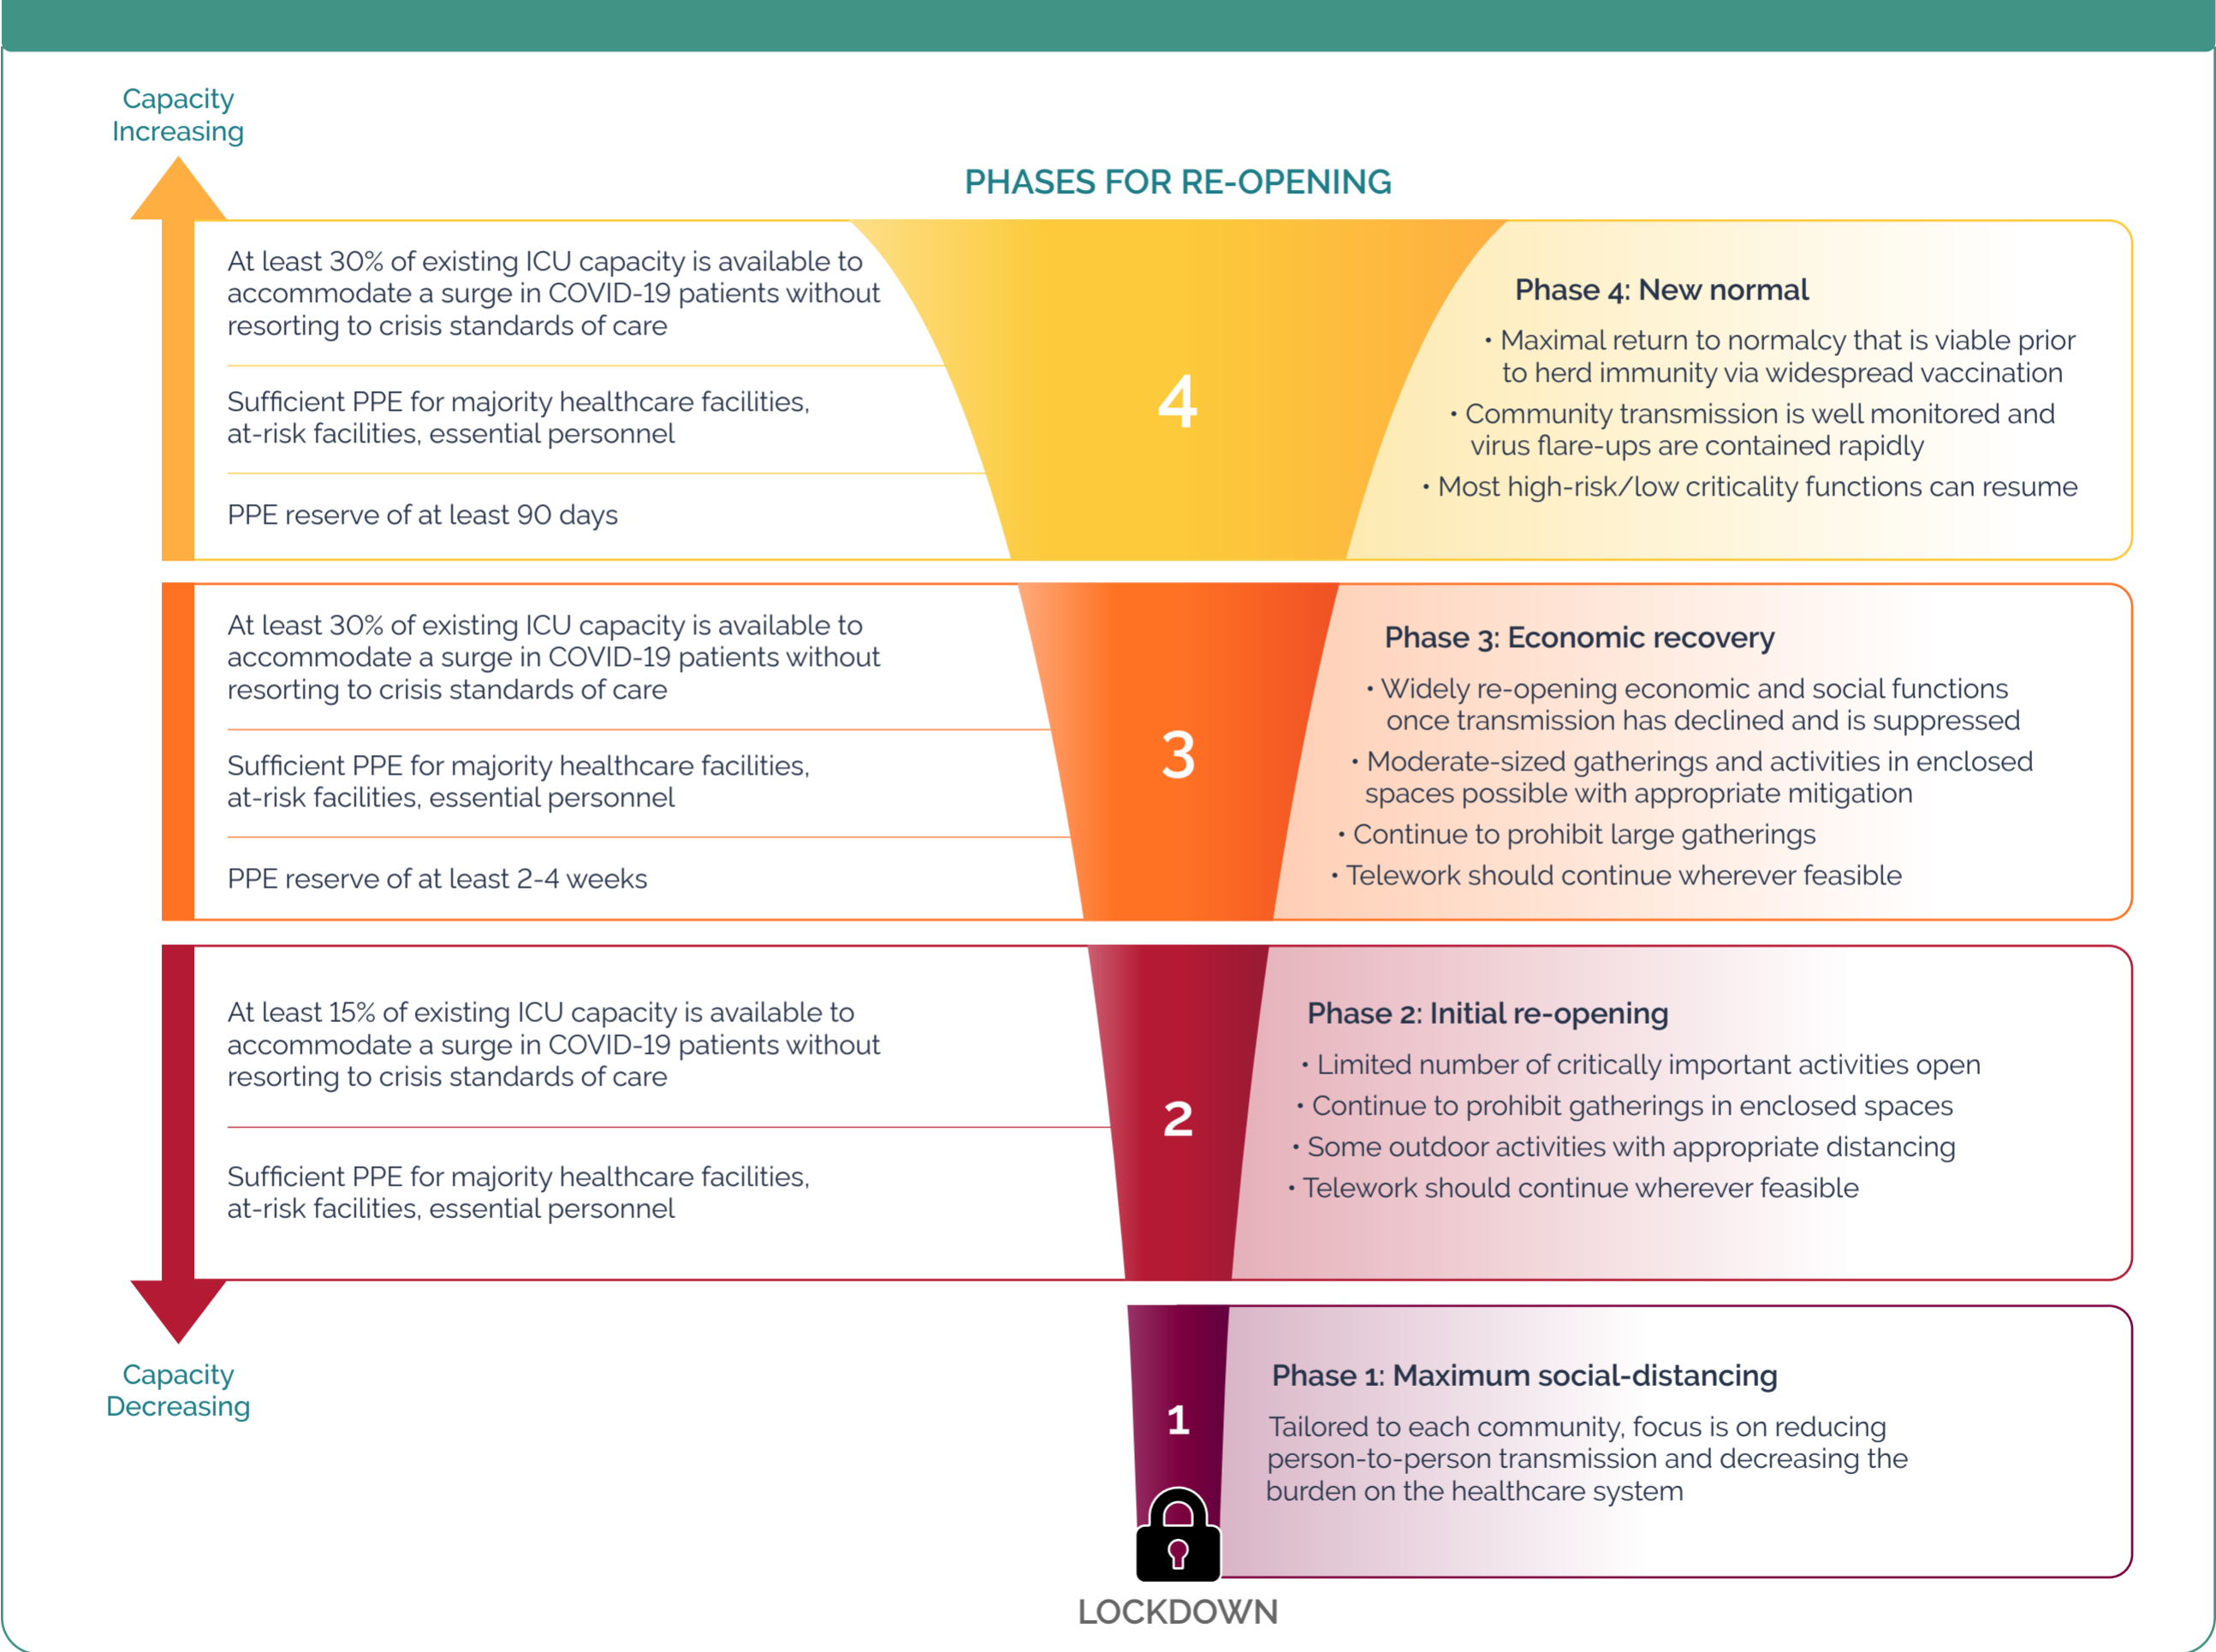 Capacity
Increasing
PHASES FOR RE-OPENING
At least 30% of existing ICU capacity is available to
accommodate a surge in COVID-19 patients without
resorting to crisis standards of care
Sufficient PPE for majority healthcare facilities,
at-risk facilities, essential personnel
PPE reserve of at least 90 days
4
Phase 4: New normal
• Maximal return to normalcy that is viable prior
to herd immunity via widespread vaccination
• Community transmission is well monitored and
virus flare-ups are contained rapidly
• Most high-risk/low criticality functions can resume
At least 30% of existing ICU capacity is available to
accommodate a surge in COVID-19 patients without
resorting to crisis standards of care
Sufficient PPE for majority healthcare facilities,
at-risk facilities, essential personnel
PPE reserve of at least 2-4 weeks
3
Phase 3: Economic recovery
• Widely re-opening economic and social functions
once transmission has declined and is suppressed
• Moderate-sized gatherings and activities in enclosed
spaces possible with appropriate mitigation
• Continue to prohibit large gatherings
• Telework should continue wherever feasible
At least 15% of existing ICU capacity is available to
accommodate a surge in COVID-19 patients without
resorting to crisis standards of care
Sufficient PPE for majority healthcare facilities,
at-risk facilities, essential personnel
2
Phase 2: Initial re-opening
• Limited number of critically important activities open
• Continue to prohibit gatherings in enclosed spaces
• Some outdoor activities with appropriate distancing
• Telework should continue wherever feasible
Capacity
Decreasing
1
Phase 1: Maximum social-distancing
Tailored to each community, focus is on reducing
person-to-person transmission and decreasing the
burden on the healthcare system
LOCKDOWN